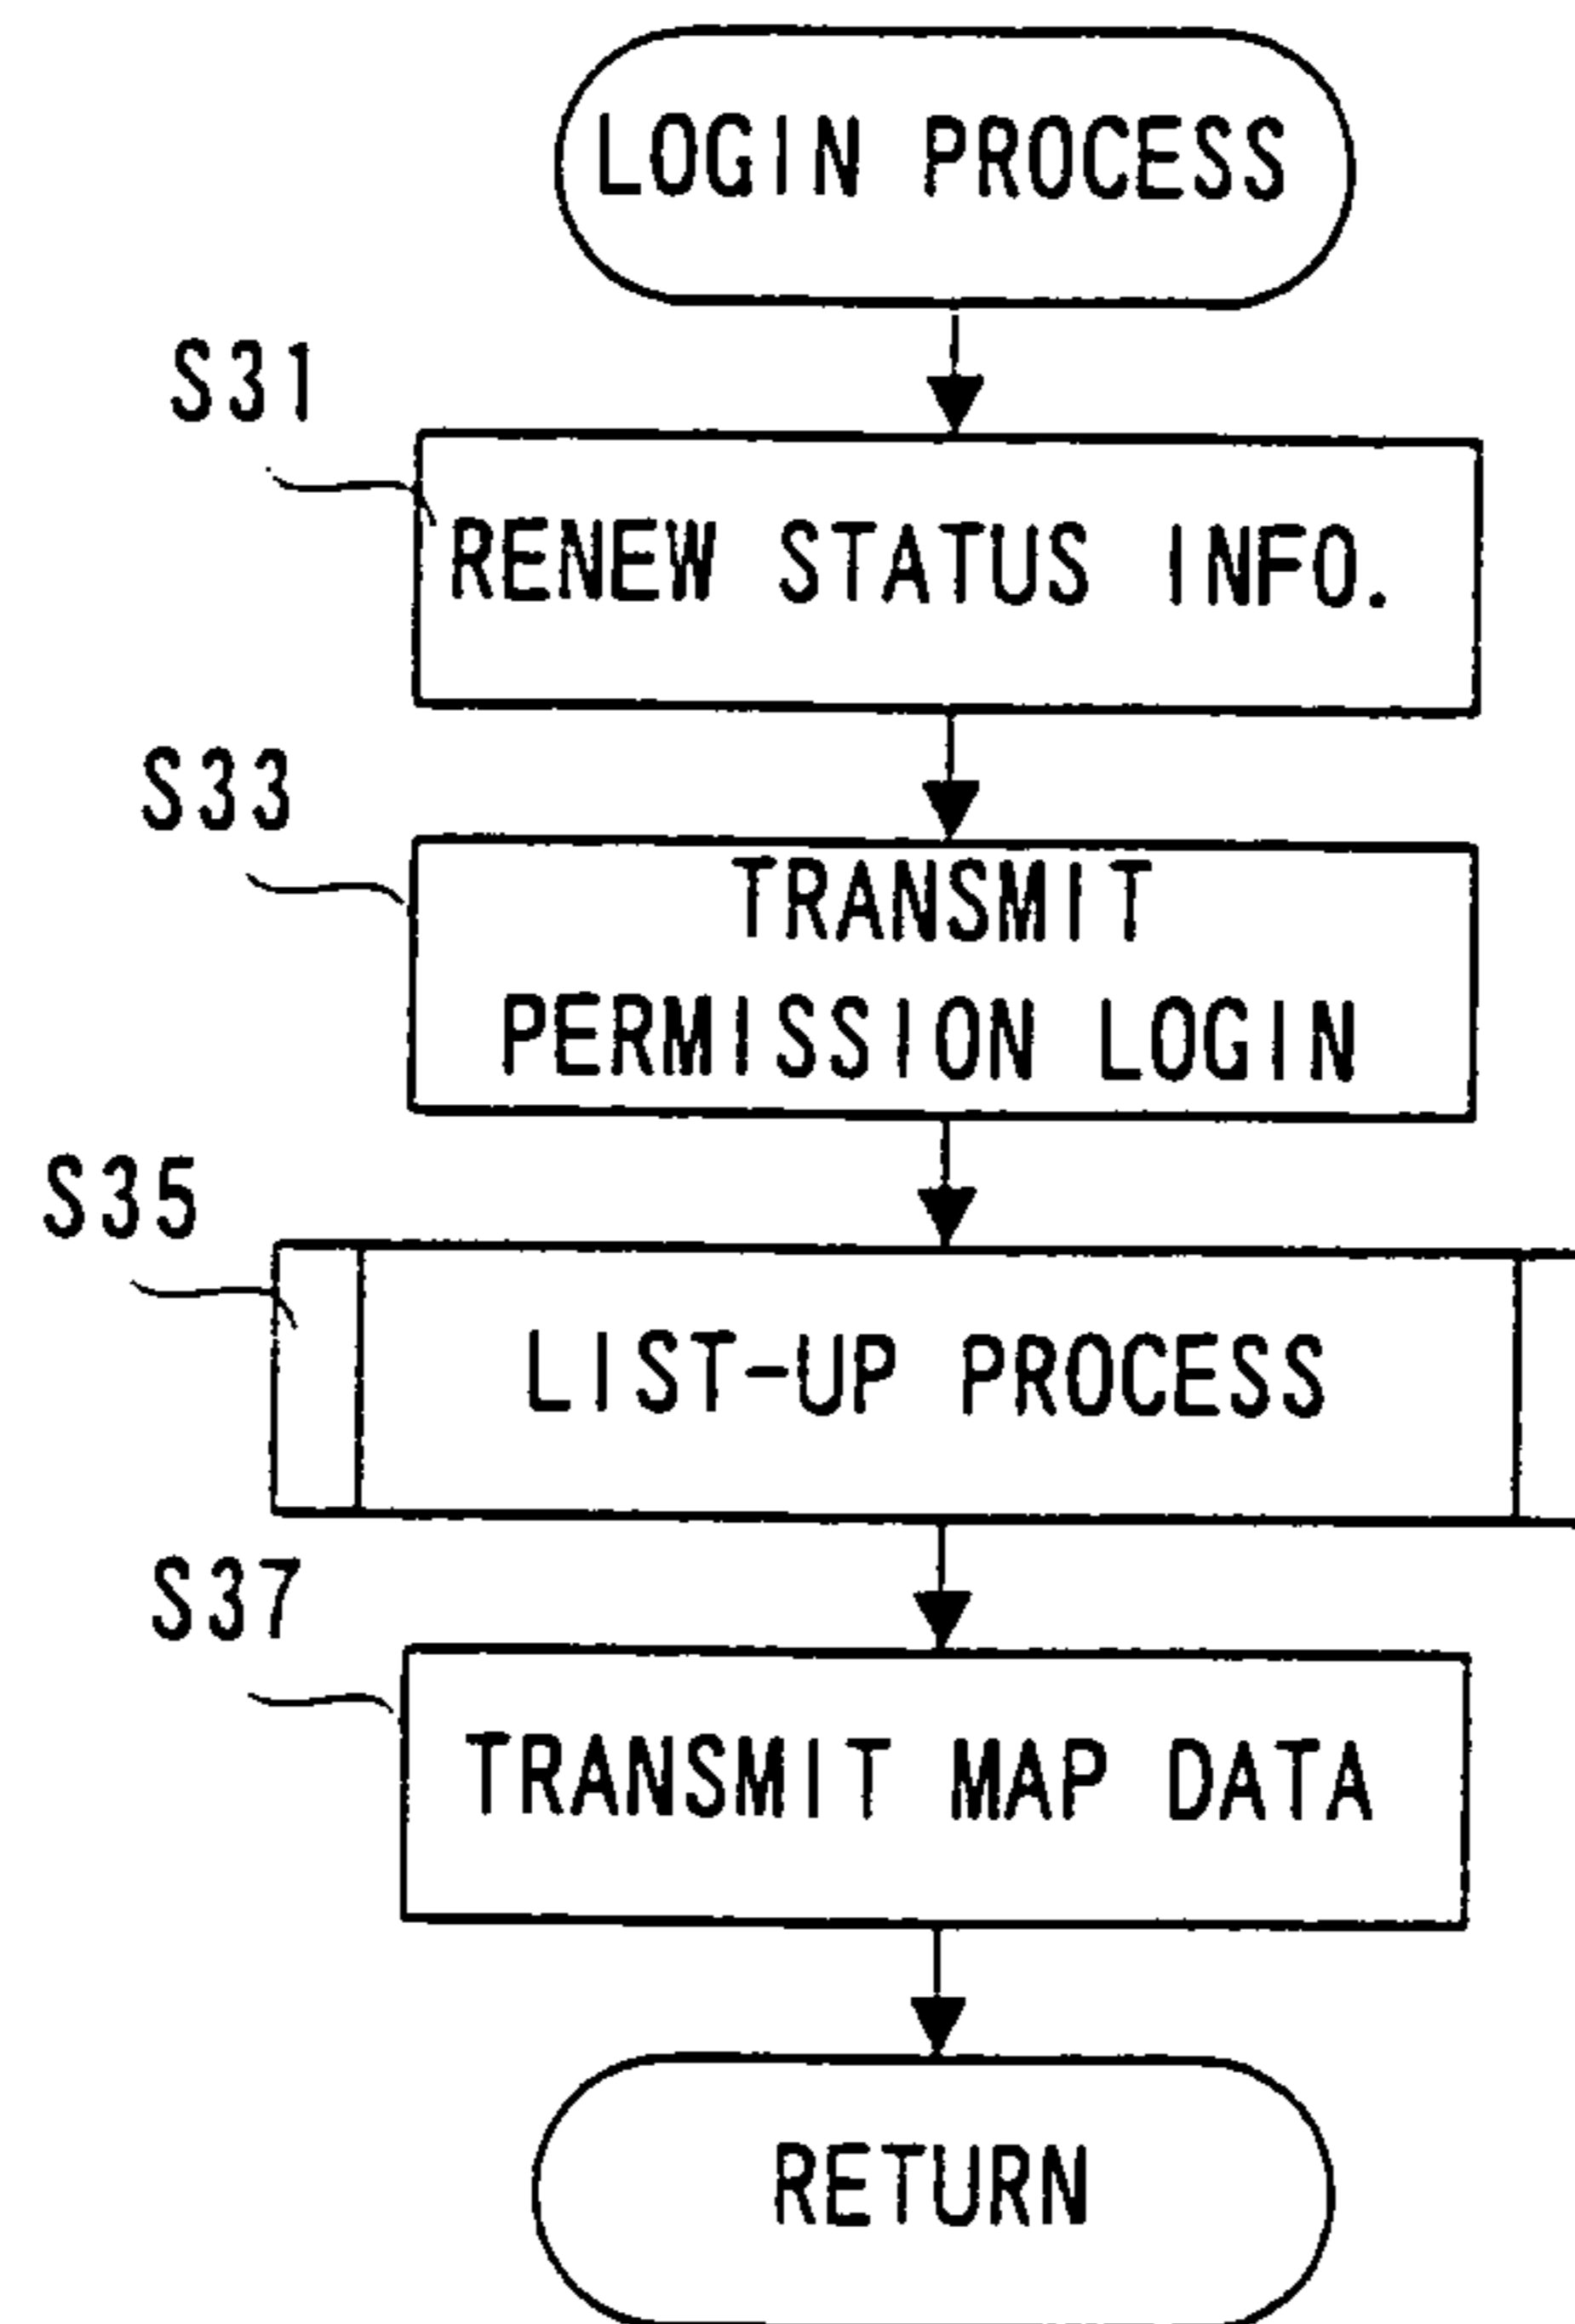 LOGIN PROCESS
S31
RENEW STATUS INFO.
S33
TRANSMIT
PERMISSION LOGIN
S35
LIST-UP PROCESS
S37
TRANSMIT MAP DATA
RETURN